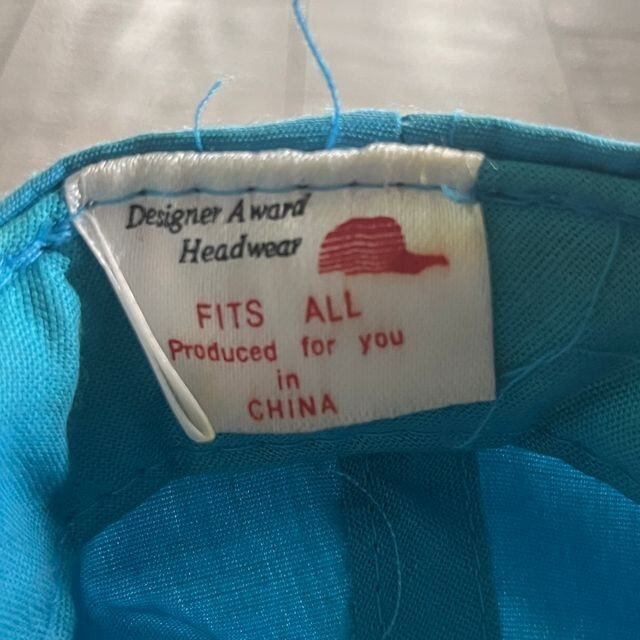 Designer Award
Headwear
FITS ALL
Produced for you
in
CHINA